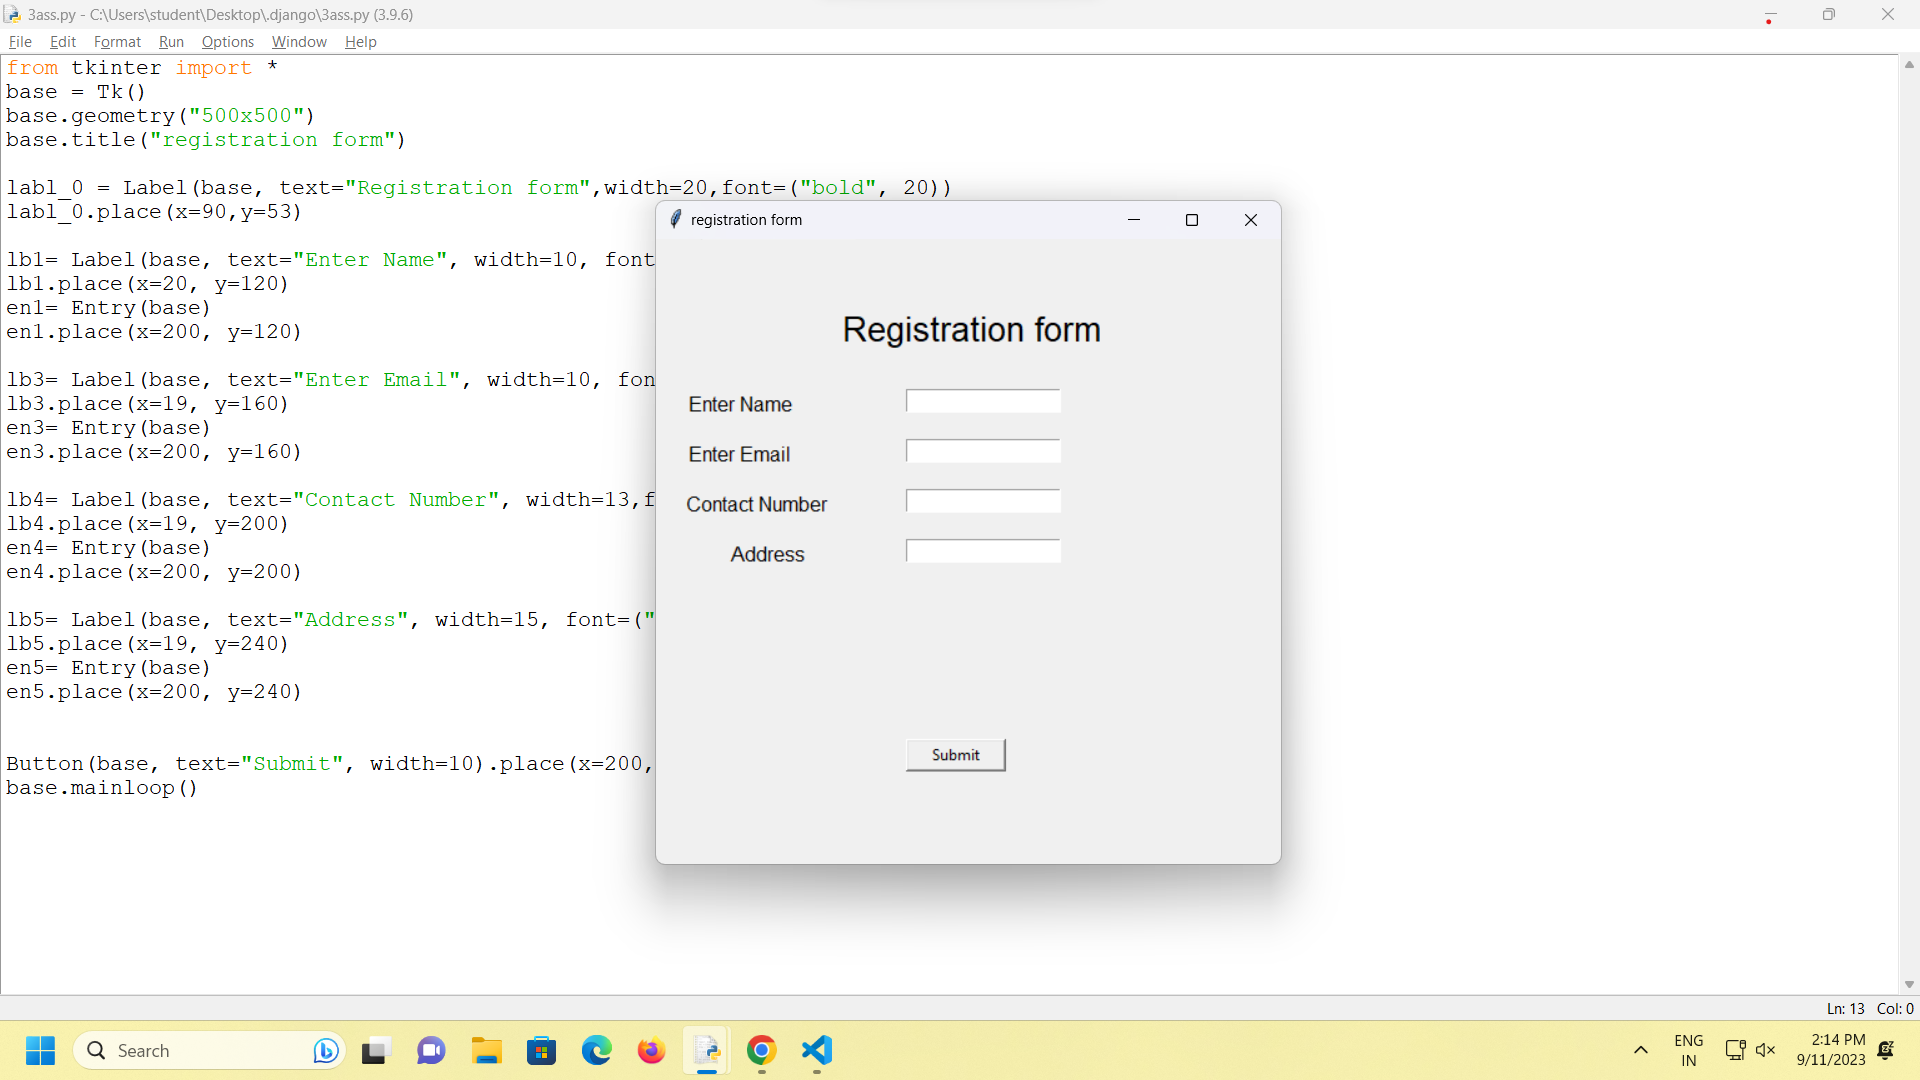 3ass.py - C:\Users\student\Desktop\.django\3ass.py (3.9.6)
File Edit Format Run Options Window Help
from tkinter import *
base = Tk()
base.geometry("500x500")
base.title("registration form")
labl_0 = Label(base, text="Registration form",width=20,font=("bold", 20))
labl_0.place(x=90,y=53)
lb1= Label(base, text="Enter Name", width=10, font
lb1.place(x=20, y=120)
en1= Entry(base)
en1.place(x=200, y=120)
lb3= Label(base, text="Enter Email", width=10, fon
lb3.place(x=19, y=160)
en3= Entry(base)
en3.place(x=200, y=160)
lb4= Label(base, text="Contact Number", width=13,f
lb4.place(x=19, y=200)
en4= Entry(base)
en4.place(x=200, y=200)
lb5= Label(base, text="Address", width=15, font=("
lb5.place(x=19, y=240)
en5= Entry(base)
en5.place(x=200, y=240)
Button(base, text="Submit", width=10).place(x=200,
base.mainloop()
registration form
Registration form
Enter Name
Enter Email
Contact Number
Address
Submit
Ln: 13 Col: 0
Search
ENG
IN
2:14 PM
9/11/2023